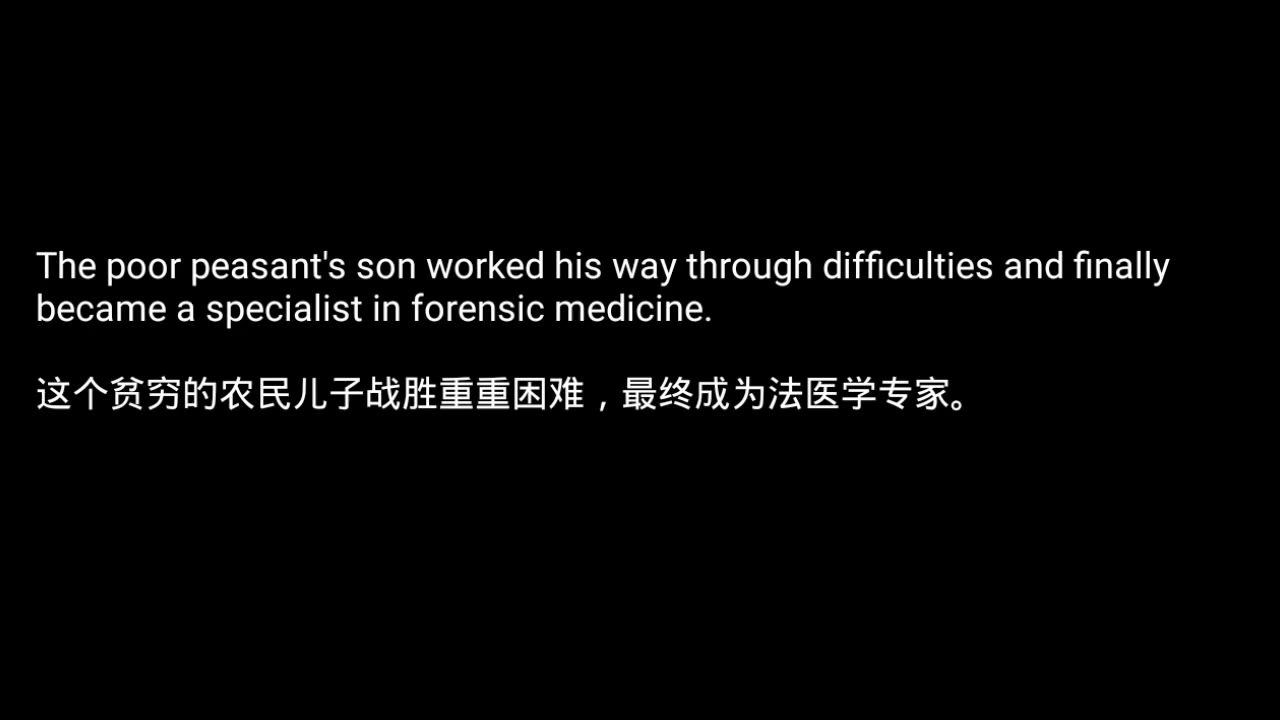 The poor peasant's son worked his way through difficulties and finally
became a specialist in forensic medicine.
这个贫穷的农民儿子战胜重重困难，最终成为法医学专家。